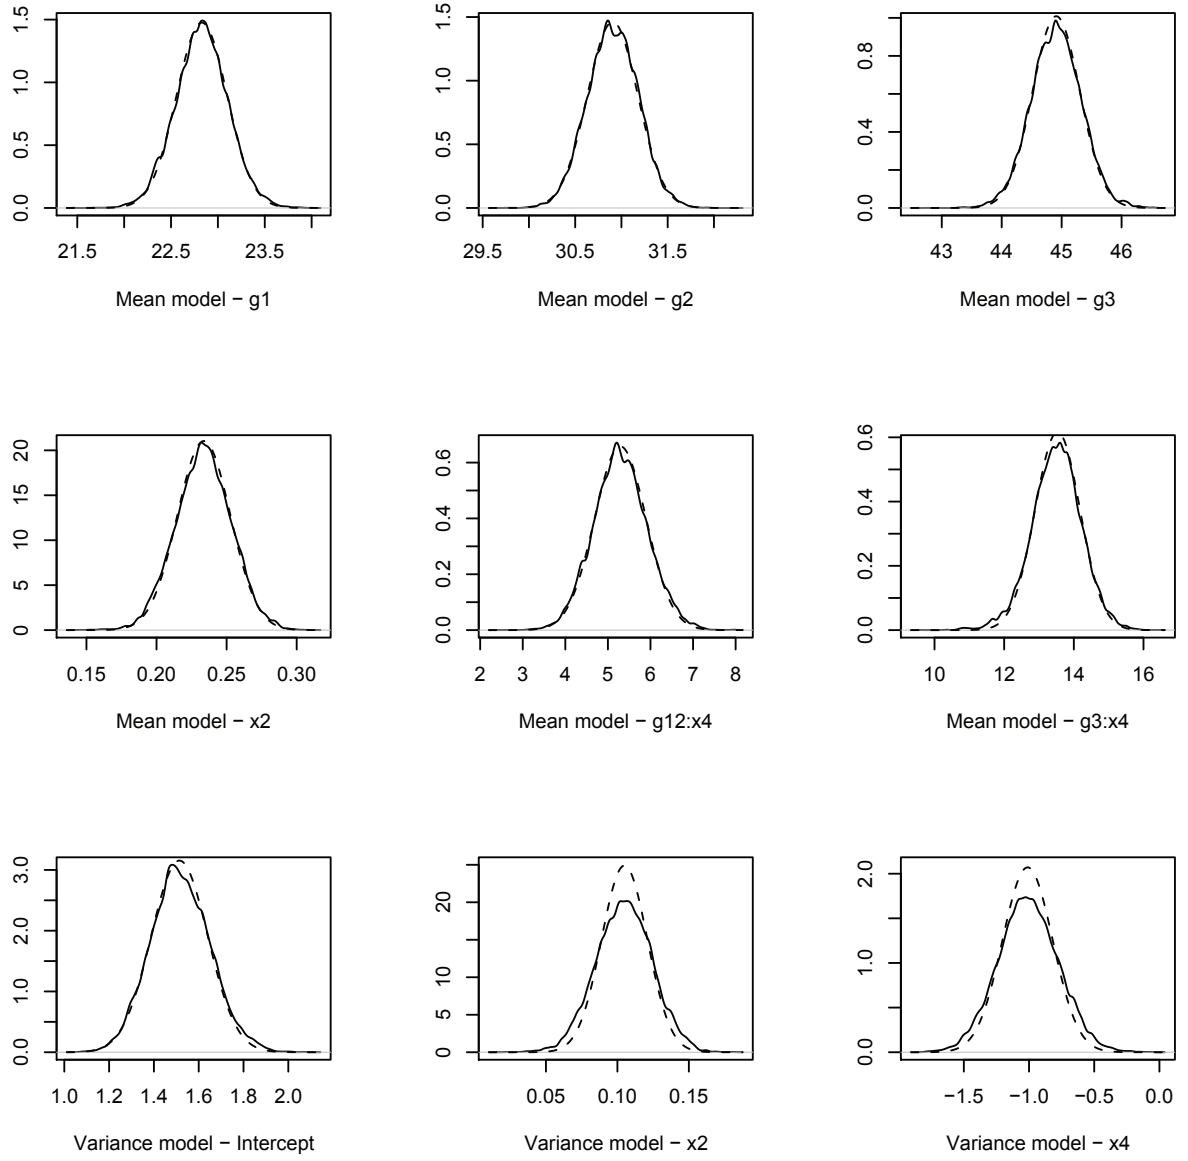 0.0 0.5 1.0 1.5
21.5 22.5 23.5
Mean model − g1
0.0 0.5 1.0 1.5
29.5 30.5 31.5
Mean model − g2
0.0 0.4 0.8
43 44 45 46
Mean model − g3
0 5 10 15 20
0.15 0.20 0.25 0.30
Mean model − x2
0.0 0.2 0.4 0.6
2 3 4 5 6 7 8
Mean model − g12:x4
0.0 0.2 0.4 0.6
10 12 14 16
Mean model − g3:x4
0.0 1.0 2.0 3.0
1.0 1.2 1.4 1.6 1.8 2.0
Variance model − Intercept
0 5 10 20
0.05 0.10 0.15
Variance model − x2
0.0 1.0 2.0
−1.5 −1.0 −0.5 0.0
Variance model − x4